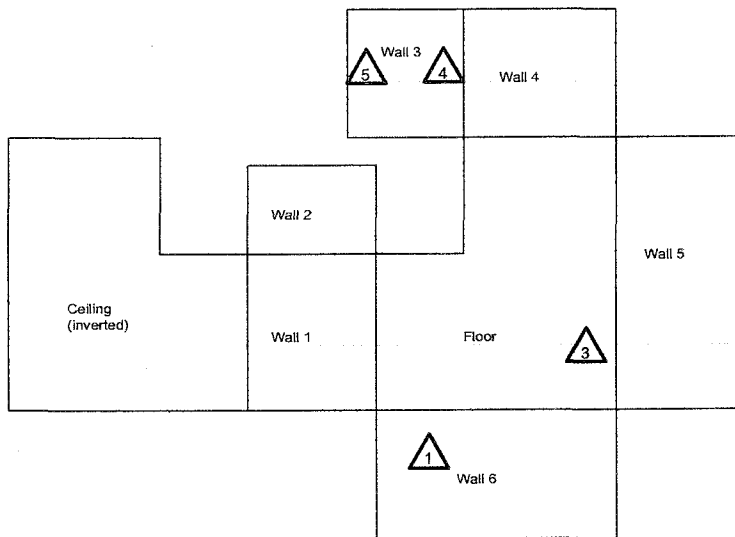 Wall 3
5
4
Wall 4
Wall 2
Wall 5
Ceiling
(inverted)
Wall 1
Floor
3
1
Wall 6